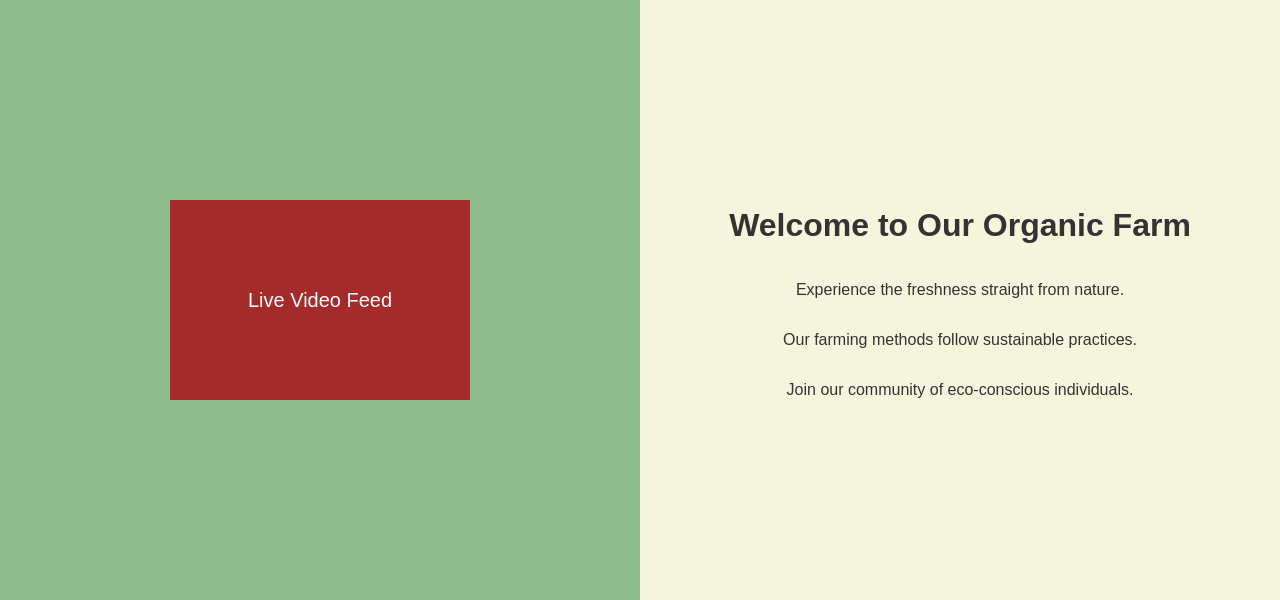 Live Video Feed
Welcome to Our Organic Farm
Experience the freshness straight from nature.
Our farming methods follow sustainable practices.
Join our community of eco-conscious individuals.